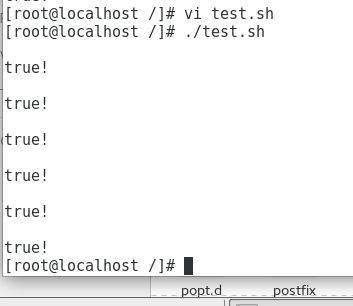 [root@localhost /]# vi test.sh
[root@localhost /]# ./test.sh
true!
true!
true!
true!
true!
true!
[root@localhost /]#
popt.d postfix